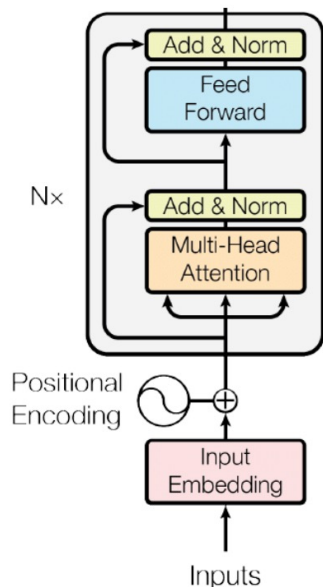 Add & Norm
Feed
Forward
N×
Add & Norm
Multi-Head
Attention
Positional
Encoding
Input
Embedding
Inputs